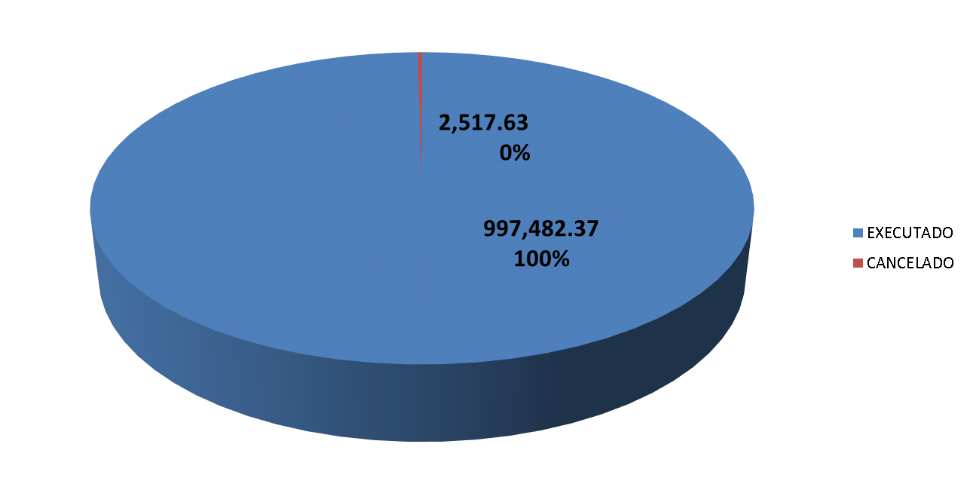 2,517.63
0%
997,482.37
100%
EXECUTADO
CANCELADO